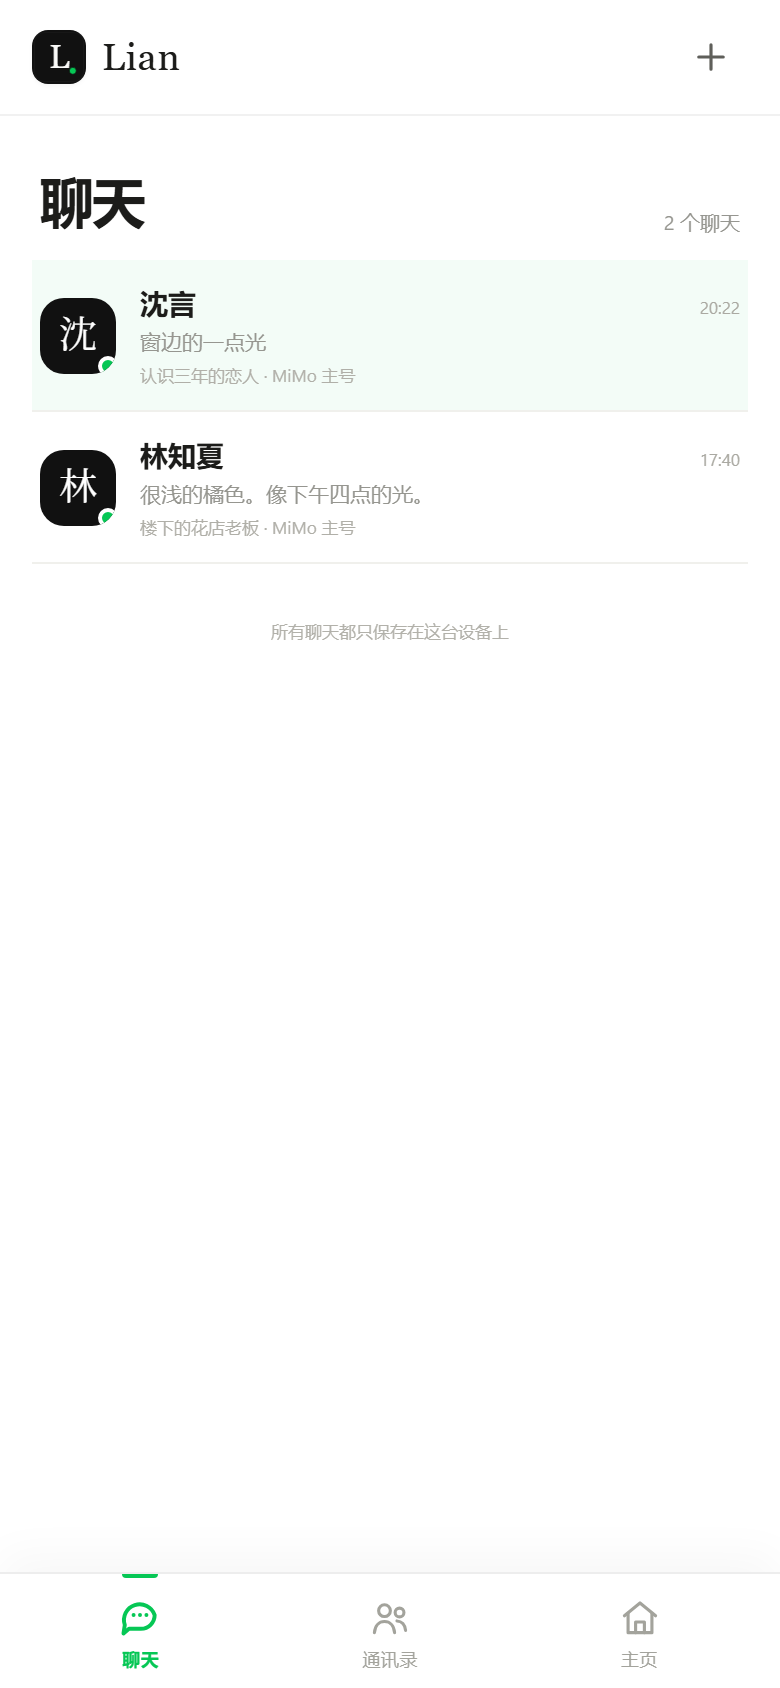 L.
Lian
聊天
2 个聊天
沈
沈言
20:22
窗边的一点光
认识三年的恋人 · MiMo 主号
林
林知夏
17:40
很浅的橘色。像下午四点的光。
楼下的花店老板 · MiMo 主号
所有聊天都只保存在这台设备上
聊天
通讯录
主页